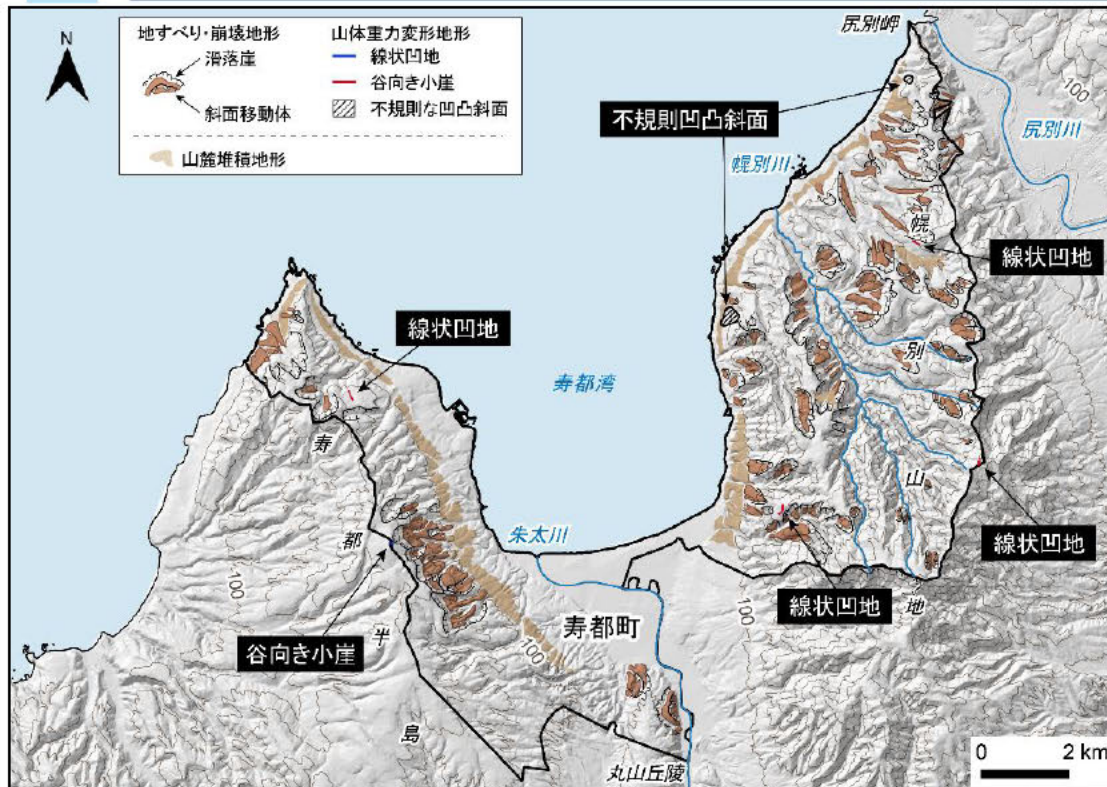 地すべり・崩壊地形
滑落崖
斜面移動体
山麓堆積地形
山体重力変形地形
線状凹地
谷向き小崖
不規則な凹凸斜面
N
尻別岬
100
尻別川
不規則凹凸斜面
幌別川
幌
線状凹地
線状凹地
寿都湾
別
寿
山
都
朱太川
線状凹地
100
線状凹地
100
地
寿都町
谷向き小崖
半
100
島
丸山丘陵
0 2 km